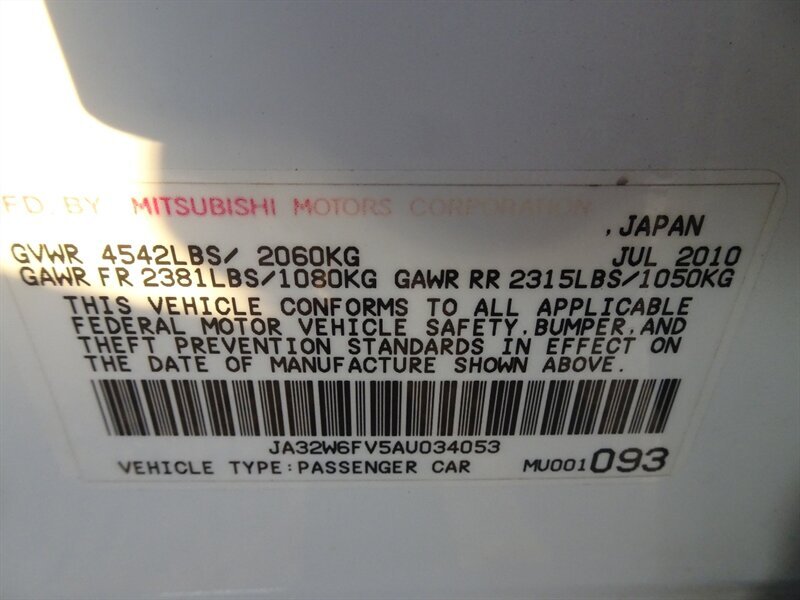 FD. BY MITSUBISHI MOTORS CORPORATION
, JAPAN
GVWR 4542LBS/ 2060KG JUL 2010
GAWR FR 2381LBS/1080KG GAWR RR 2315LBS/1050KG
THIS VEHICLE CONFORMS TO ALL APPLICABLE
FEDERAL MOTOR VEHICLE SAFETY, BUMPER, AND
THEFT PREVENTION STANDARDS IN EFFECT ON
THE DATE OF MANUFACTURE SHOWN ABOVE.
JA32W6FV5AU034053
VEHICLE TYPE: PASSENGER CAR MU001093